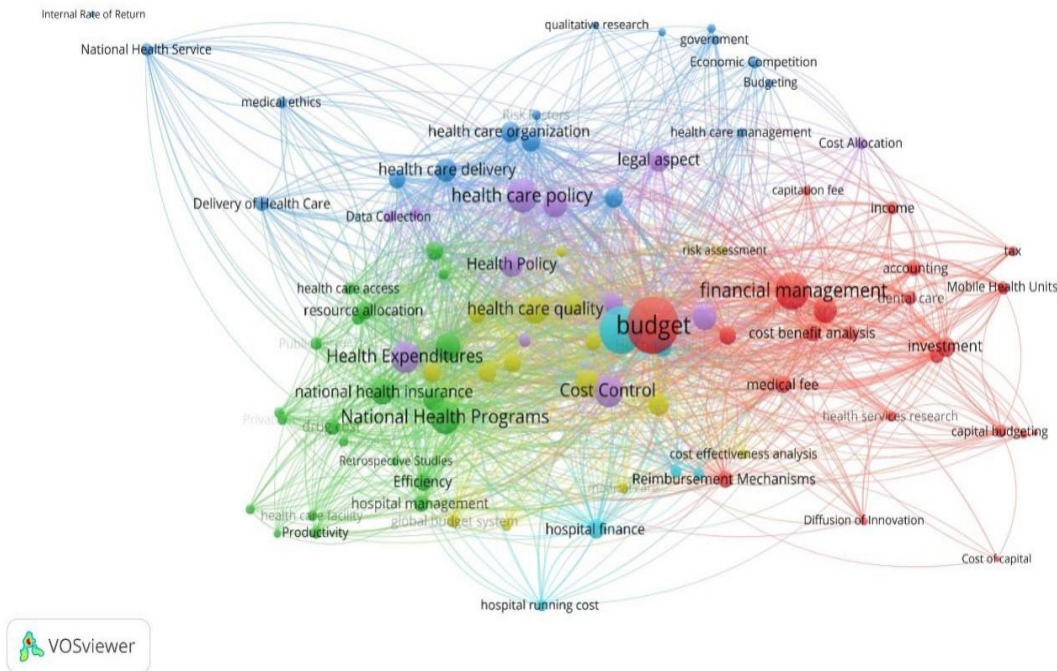 Internal Rate of Return
National Health Service
qualitative research
government
Economic Competition
Budgeting
medical ethics
Risk Factors
health care organization
health care management
Cost Allocation
legal aspect
health care delivery
health care policy
capitation fee
Delivery of Health Care
Data Collection
income
risk assessment
tax
Health Policy
accounting
health care access
financial management
Mobile Health Units
dental care
resource allocation
health care quality
budget
cost benefit analysis
investment
Health Expenditures
national health insurance
Cost Control
medical fee
National Health Programs
health services research
drug cost
capital budgeting
Retrospective Studies
cost effectiveness analysis
Efficiency
Reimbursement Mechanisms
hospital management
health care facility
global budget system
Diffusion of Innovation
Productivity
hospital finance
Cost of capital
hospital running cost
VOSviewer